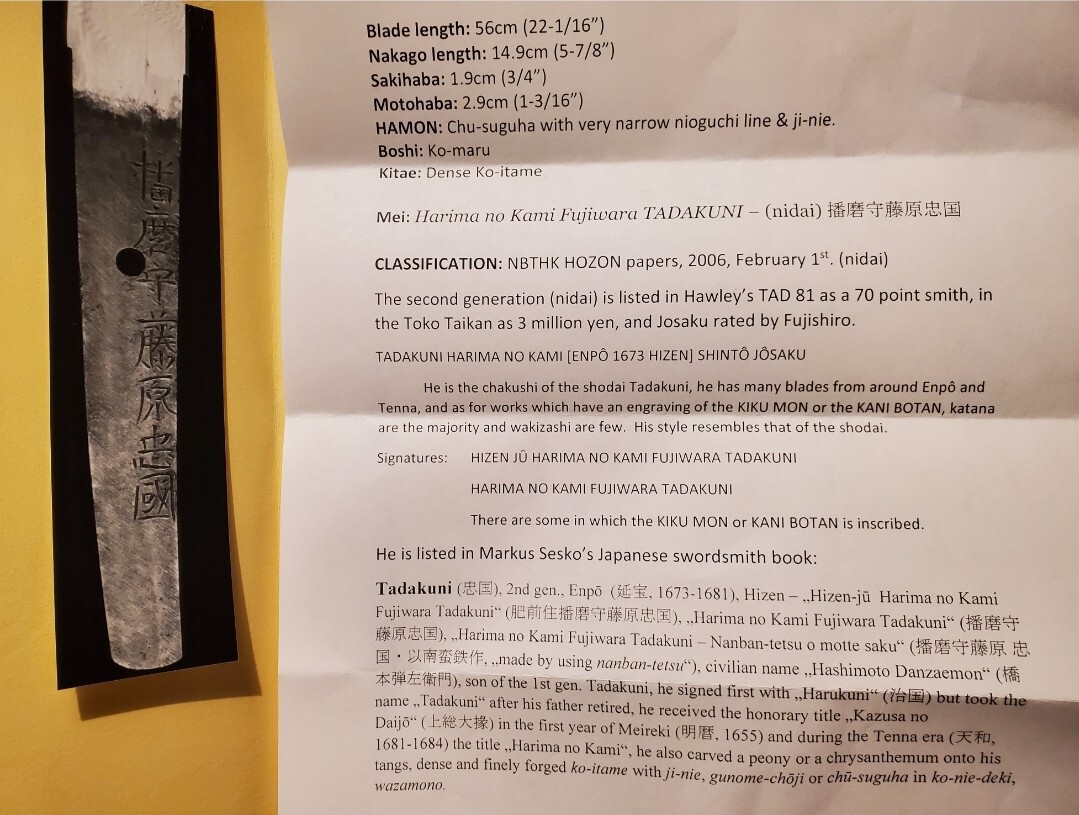 播磨守藤原忠國
Blade length: 56cm (22-1/16”)
Nakago length: 14.9cm (5-7/8”)
Sakihaba: 1.9cm (3/4”)
Motohaba: 2.9cm (1-3/16”)
HAMON: Chu-suguha with very narrow nioguchi line & ji-nie.
Boshi: Ko-maru
Kitae: Dense Ko-itame
Mei: Harima no Kami Fujiwara TADAKUNI – (nidai) 播磨守藤原忠国
CLASSIFICATION: NBTHK HOZON papers, 2006, February 1st. (nidai)
The second generation (nidai) is listed in Hawley’s TAD 81 as a 70 point smith, in
the Toko Taikan as 3 million yen, and Josaku rated by Fujishiro.
TADAKUNI HARIMA NO KAMI [ENPÔ 1673 HIZEN] SHINTÔ JÔSAKU
He is the chakushi of the shodai Tadakuni, he has many blades from around Enpô and
Tenna, and as for works which have an engraving of the KIKU MON or the KANI BOTAN, katana
are the majority and wakizashi are few. His style resembles that of the shodai.
Signatures: HIZEN JÛ HARIMA NO KAMI FUJIWARA TADAKUNI
HARIMA NO KAMI FUJIWARA TADAKUNI
There are some in which the KIKU MON or KANI BOTAN is inscribed.
He is listed in Markus Sesko’s Japanese swordsmith book:
Tadakuni (忠国), 2nd gen., Enpō (延宝, 1673-1681), Hizen – „Hizen-jū Harima no Kami
Fujiwara Tadakuni“ (肥前住播磨守藤原忠国), „Harima no Kami Fujiwara Tadakuni“ (播磨守
藤原忠国), „Harima no Kami Fujiwara Tadakuni – Nanban-tetsu o motte saku“ (播磨守藤原 忠
国・以南蛮鉄作, „made by using nanban-tetsu“), civilian name „Hashimoto Danzaemon“ (橋
本弾左衛門), son of the 1st gen. Tadakuni, he signed first with „Harukuni“ (治国) but took the
name „Tadakuni“ after his father retired, he received the honorary title „Kazusa no
Daijō“ (上総大掾) in the first year of Meireki (明暦, 1655) and during the Tenna era (天和,
1681-1684) the title „Harima no Kami“, he also carved a peony or a chrysanthemum onto his
tangs, dense and finely forged ko-itame with ji-nie, gunome-chōji or chū-suguha in ko-nie-deki,
wazamono.